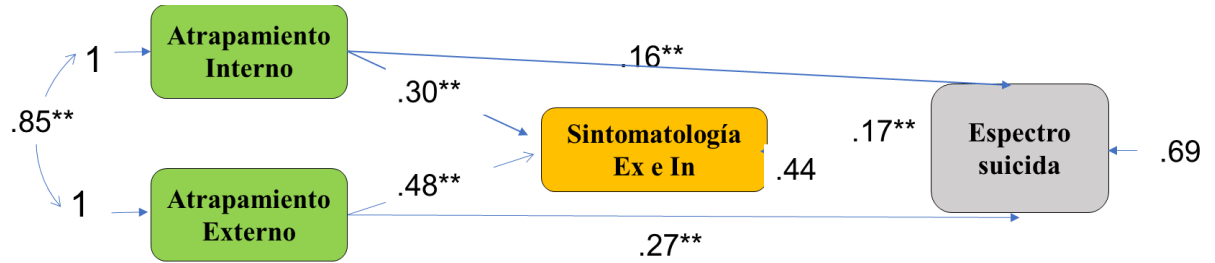 1
Atrapamiento
Interno
.16**
.30**
.85**
Sintomatología
Ex e In
.17**
Espectro
suicida
.69
.44
1
Atrapamiento
Externo
.48**
.27**